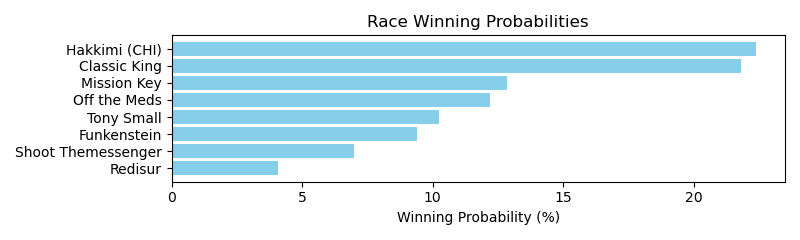 Race Winning Probabilities
Hakkimi (CHI)
Classic King
Mission Key
Off the Meds
Tony Small
Funkenstein
Shoot Themessenger
Redisur
0 5 10 15 20
Winning Probability (%)